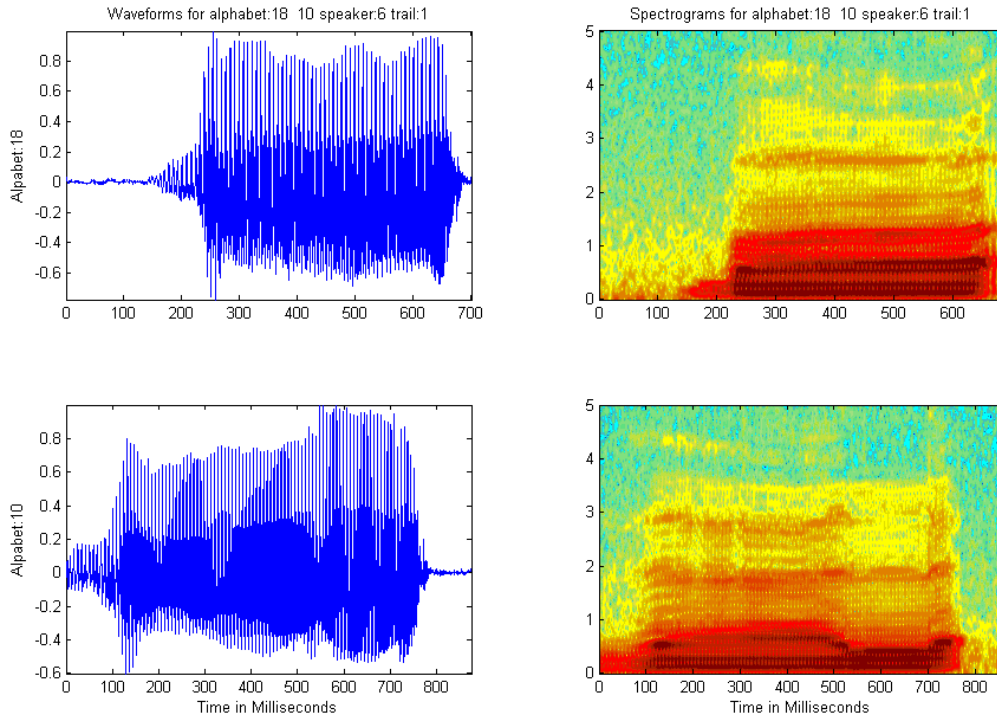 Waveforms for alphabet:18  10 speaker:6 trail:1
Spectrograms for alphabet:18  10 speaker:6 trail:1
Alpabet:18
0.8
0.6
0.4
0.2
0
-0.2
-0.4
-0.6
0 100 200 300 400 500 600 700
5
4
3
2
1
0
0 100 200 300 400 500 600
Alpabet:10
0.8
0.6
0.4
0.2
0
-0.2
-0.4
-0.6
0 100 200 300 400 500 600 700 800
Time in Milliseconds
5
4
3
2
1
0
0 100 200 300 400 500 600 700 800
Time in Milliseconds